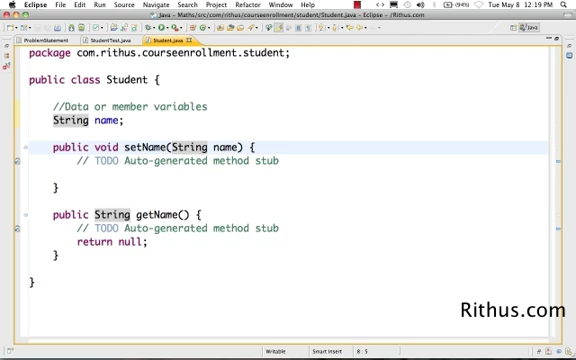 Eclipse File Edit Run Source Navigate Search Refactor Project Window Help Tue May 8 12:19 PM
Java - Maths/src/com/rithus/courseenrollment/student/Student.java - Eclipse - /Rithus.com
Java
ProblemStatement StudentTest.java Student.java
package com.rithus.courseenrollment.student;
public class Student {
//Data or member variables
String name;
public void setName(String name) {
// TODO Auto-generated method stub
}
public String getName() {
// TODO Auto-generated method stub
return null;
}
}
Rithus.com
Writable Smart Insert 8 : 5